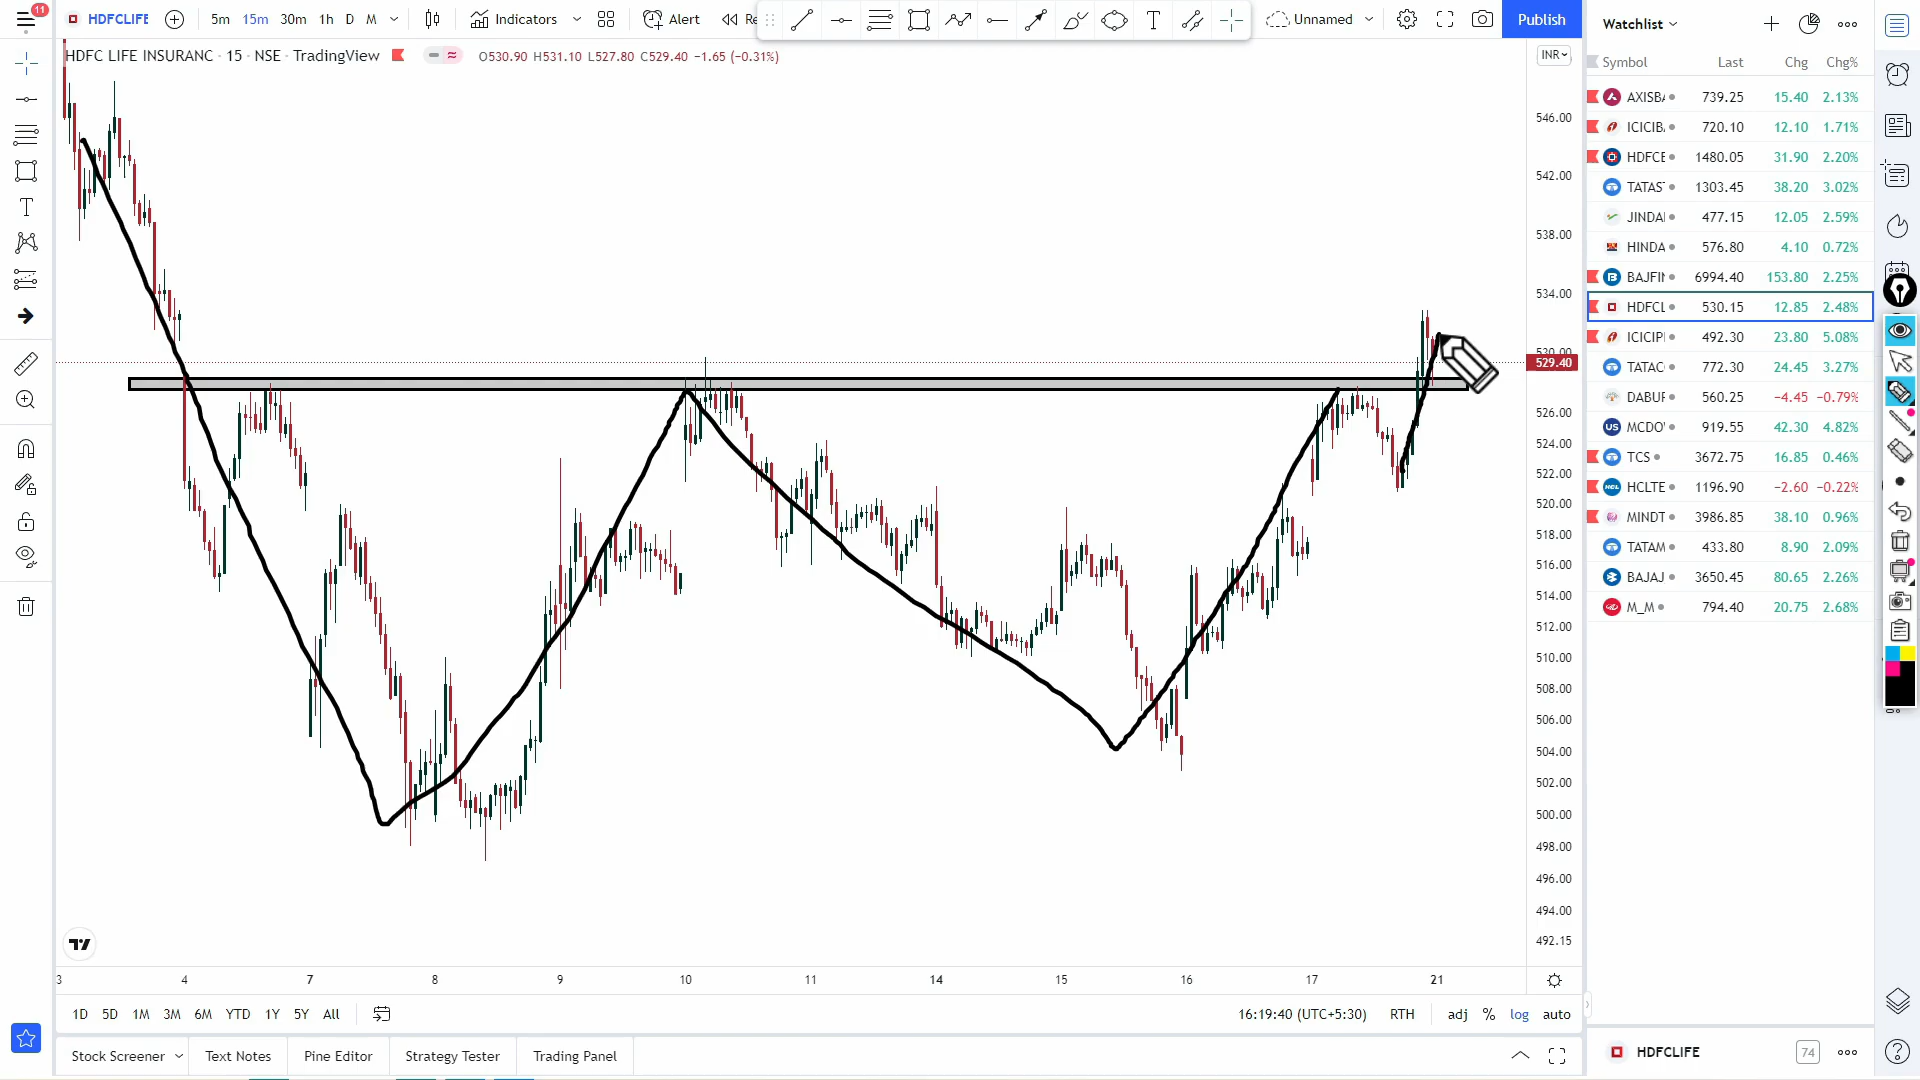 11
HDFCLIFE 5m 15m 30m 1h D M Indicators Alert Re Unnamed Publish
HDFC LIFE INSURANC · 15 · NSE · TradingView O530.90 H531.10 L527.80 C529.40 −1.65 (−0.31%)
INR
546.00
542.00
538.00
534.00
530.00
529.40
526.00
524.00
522.00
520.00
518.00
516.00
514.00
512.00
510.00
508.00
506.00
504.00
502.00
500.00
498.00
496.00
494.00
492.15
3 4 7 8 9 10 11 14 15 16 17 21
1D 5D 1M 3M 6M YTD 1Y 5Y All 16:19:40 (UTC+5:30) RTH adj % log auto
Stock Screener Text Notes Pine Editor Strategy Tester Trading Panel
Watchlist
Symbol Last Chg Chg%
AXISBA 739.25 15.40 2.13%
ICICIB 720.10 12.10 1.71%
HDFCB 1480.05 31.90 2.20%
TATAS 1303.45 38.20 3.02%
JINDA 477.15 12.05 2.59%
HINDA 576.80 4.10 0.72%
BAJFIN 6994.40 153.80 2.25%
HDFCL 530.15 12.85 2.48%
ICICIP 492.30 23.80 5.08%
TATAC 772.30 24.45 3.27%
DABUR 560.25 −4.45 −0.79%
MCDO 919.55 42.30 4.82%
TCS 3672.75 16.85 0.46%
HCL HCLTE 1196.90 −2.60 −0.22%
MINDT 3986.85 38.10 0.96%
TATAM 433.80 8.90 2.09%
BAJAJ 3650.45 80.65 2.26%
M_M 794.40 20.75 2.68%
HDFCLIFE 74